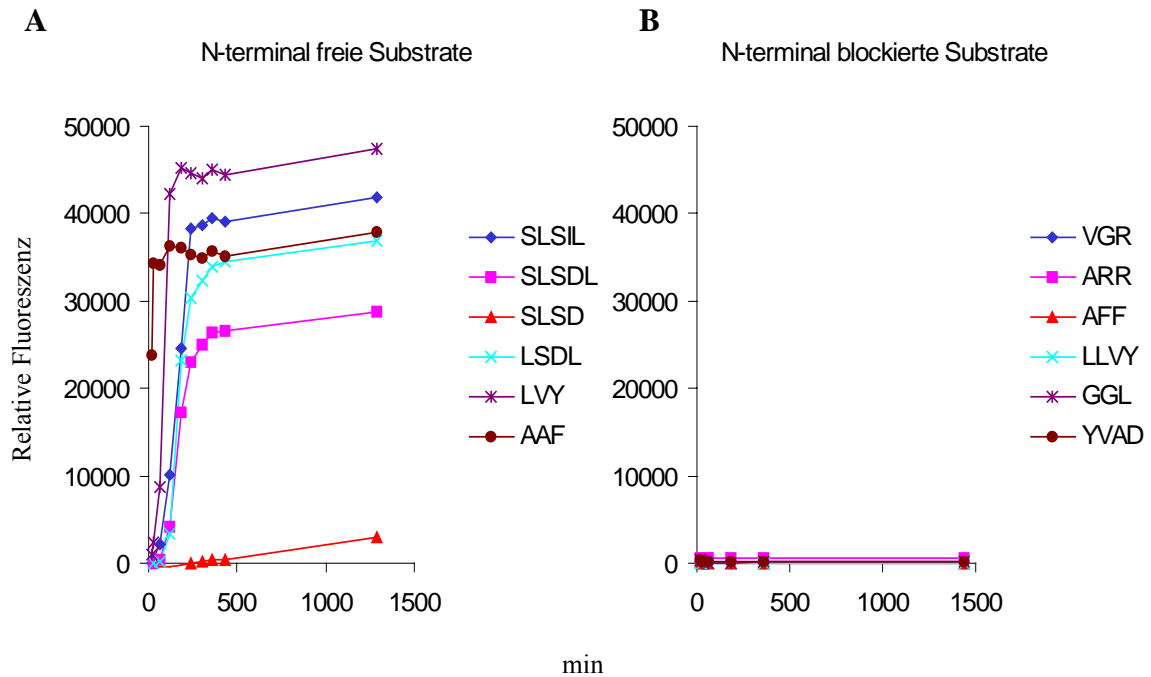 A
N-terminal freie Substrate
Relative Fluoreszenz
50000
40000
30000
20000
10000
0
0 500 1000 1500
SLSIL
SLSDL
SLSD
LSDL
LVY
AAF
B
N-terminal blockierte Substrate
50000
40000
30000
20000
10000
0
0 500 1000 1500
VGR
ARR
AFF
LLVY
GGL
YVAD
min